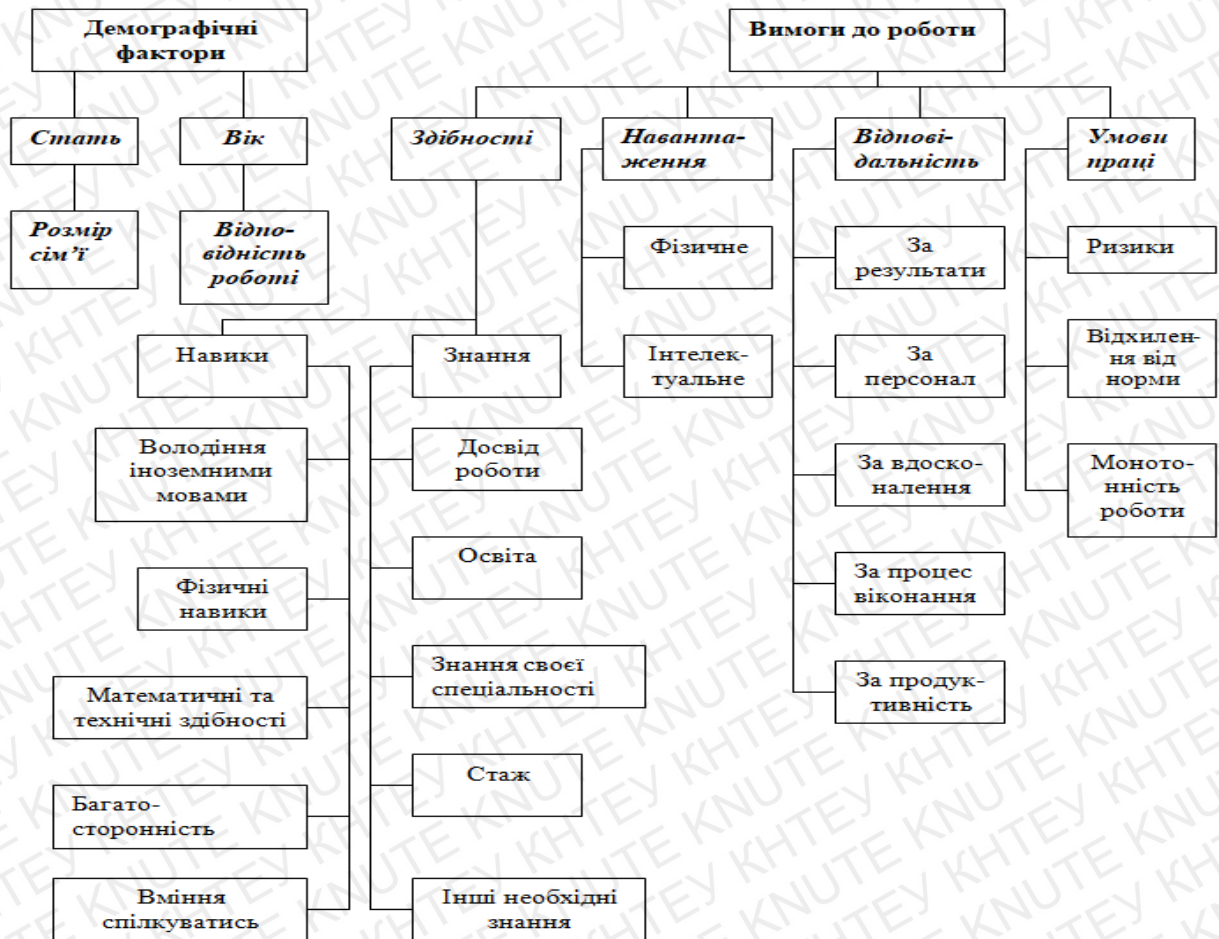 Демографічні
фактори
Вимоги до роботи
Стать
Вік
Здібності
Наванта-
ження
Відпові-
дальність
Умови
праці
Розмір
сім’ї
Відпо-
відність
роботі
Фізичне
За
результати
Ризики
Навики
Знання
Інтелек-
туальне
За
персонал
Відхилен-
ня від
норми
Володіння
іноземними
мовами
Досвід
роботи
За вдоско-
налення
Моното-
нність
роботи
Фізичні
навики
Освіта
За процес
віконання
Математичні та
технічні здібності
Знання своєї
спеціальності
За продук-
тивність
Багато-
сторонність
Стаж
Вміння
спілкуватись
Інші необхідні
знання
KHTEY KNUTE